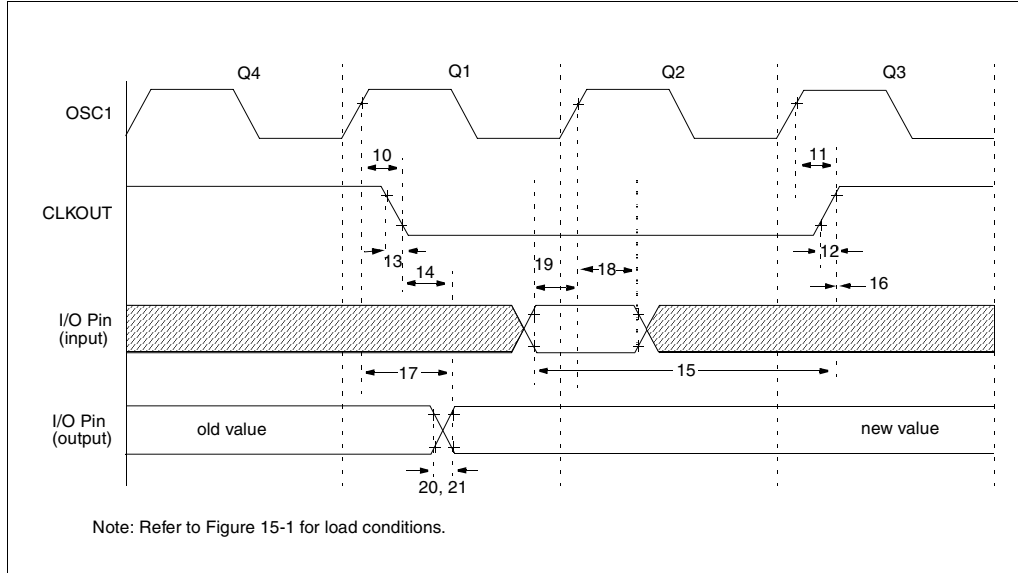 Q4 Q1 Q2 Q3
OSC1
10 11
CLKOUT
13 12
14 19 18 16
I/O Pin
(input)
17 15
I/O Pin
(output)
old value new value
20, 21
Note: Refer to Figure 15-1 for load conditions.